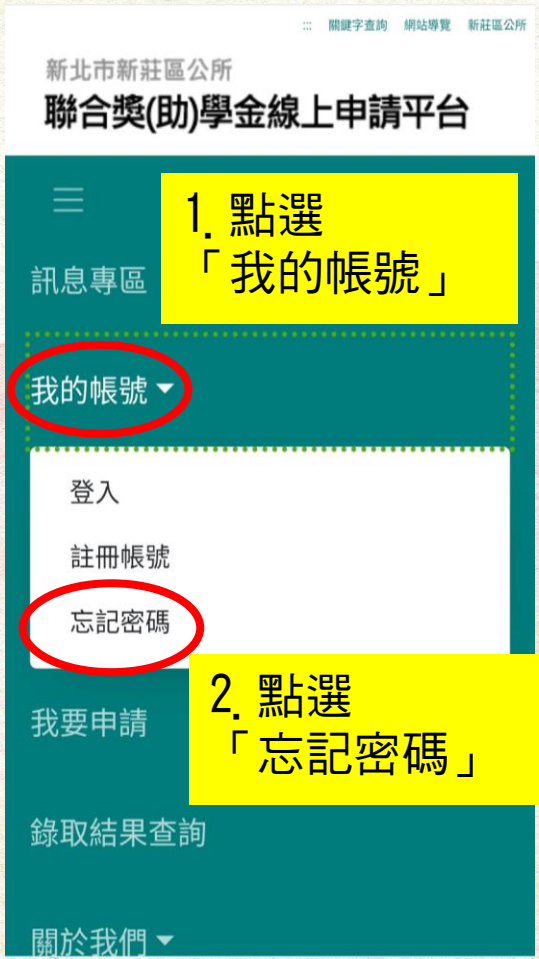 ::: 關鍵字查詢 網站導覽 新莊區公所
新北市新莊區公所
聯合獎(助)學金線上申請平台
1. 點選
「我的帳號」
訊息專區
我的帳號
登入
註冊帳號
忘記密碼
2. 點選
「忘記密碼」
我要申請
錄取結果查詢
關於我們